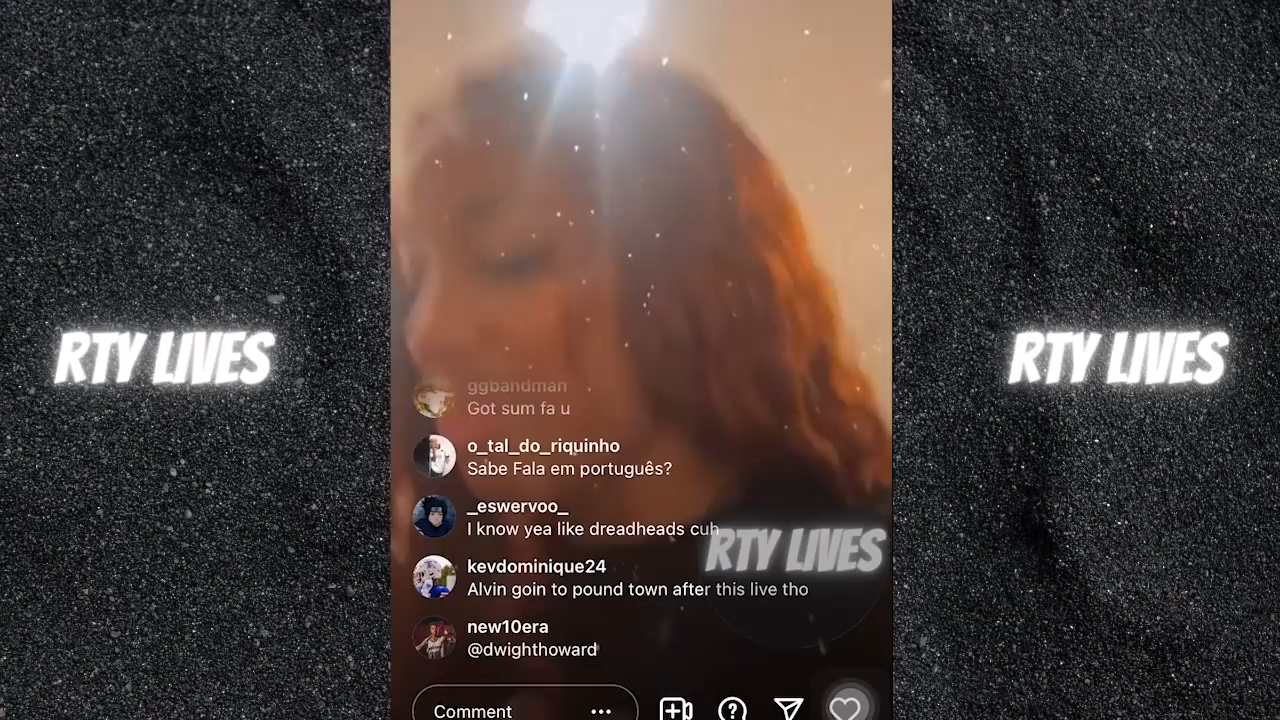 RTY LIVES
RTY LIVES
ggbandman
Got sum fa u
o_tal_do_riquinho
Sabe Fala em português?
_eswervoo_
I know yea like dreadheads cuh
RTY LIVES
kevdominique24
Alvin goin to pound town after this live tho
new10era
@dwighthoward
Comment